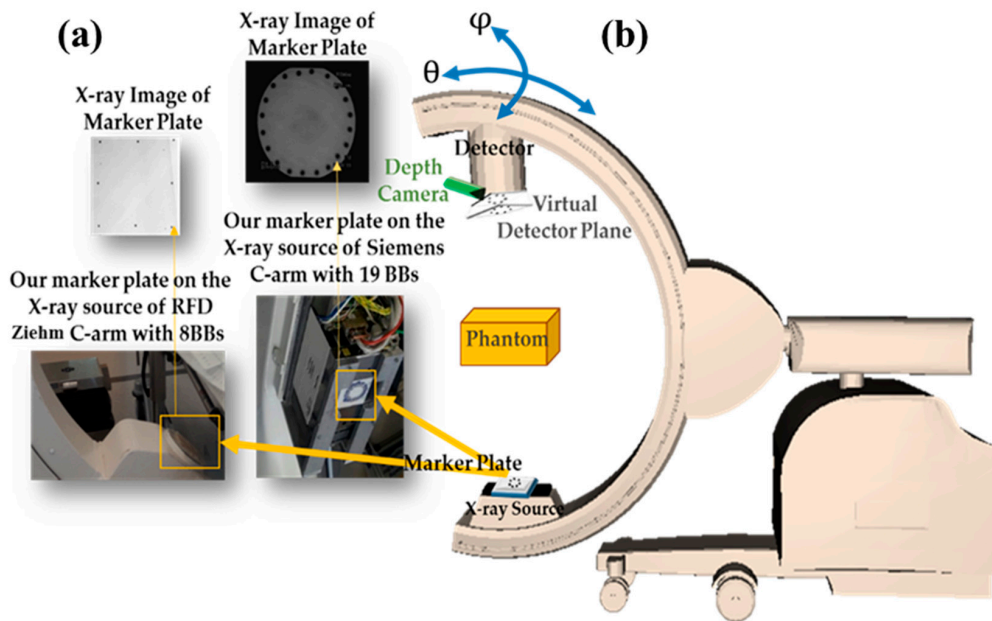 (a)
X-ray Image of
Marker Plate
X-ray Image of
Marker Plate
Our marker plate on the
X-ray source of RFD
Ziehm C-arm with 8BBs
Our marker plate on the
X-ray source of Siemens
C-arm with 19 BBs
(b)
φ
θ
Detector
Depth
Camera
Virtual
Detector Plane
Phantom
Marker Plate
X-ray Source